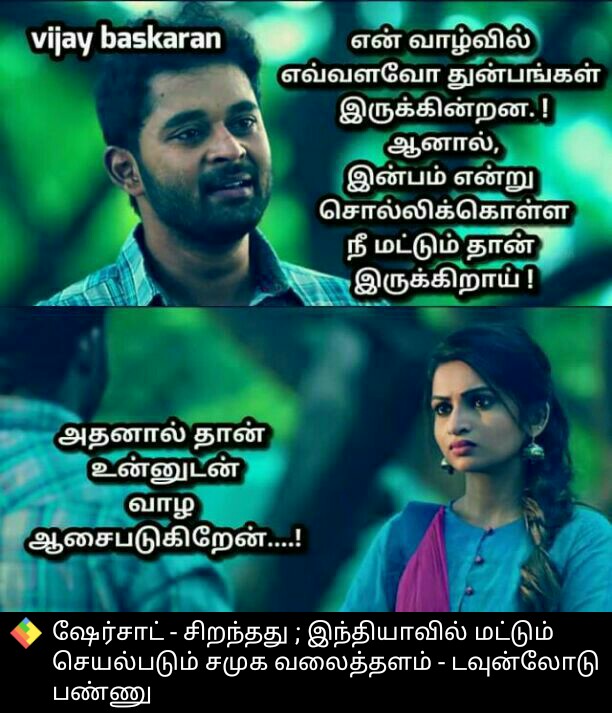 vijay baskaran
என் வாழ்வில்
எவ்வளவோ துன்பங்கள்
இருக்கின்றன.!
ஆனால்,
இன்பம் என்று
சொல்லிக்கொள்ள
நீ மட்டும் தான்
இருக்கிறாய் !
அதனால் தான்
உன்னுடன்
வாழ
ஆசைபடுகிறேன்....!
ஷேர்சாட் - சிறந்தது ; இந்தியாவில் மட்டும்
செயல்படும் சமுக வலைத்தளம் - டவுன்லோடு
பண்ணு